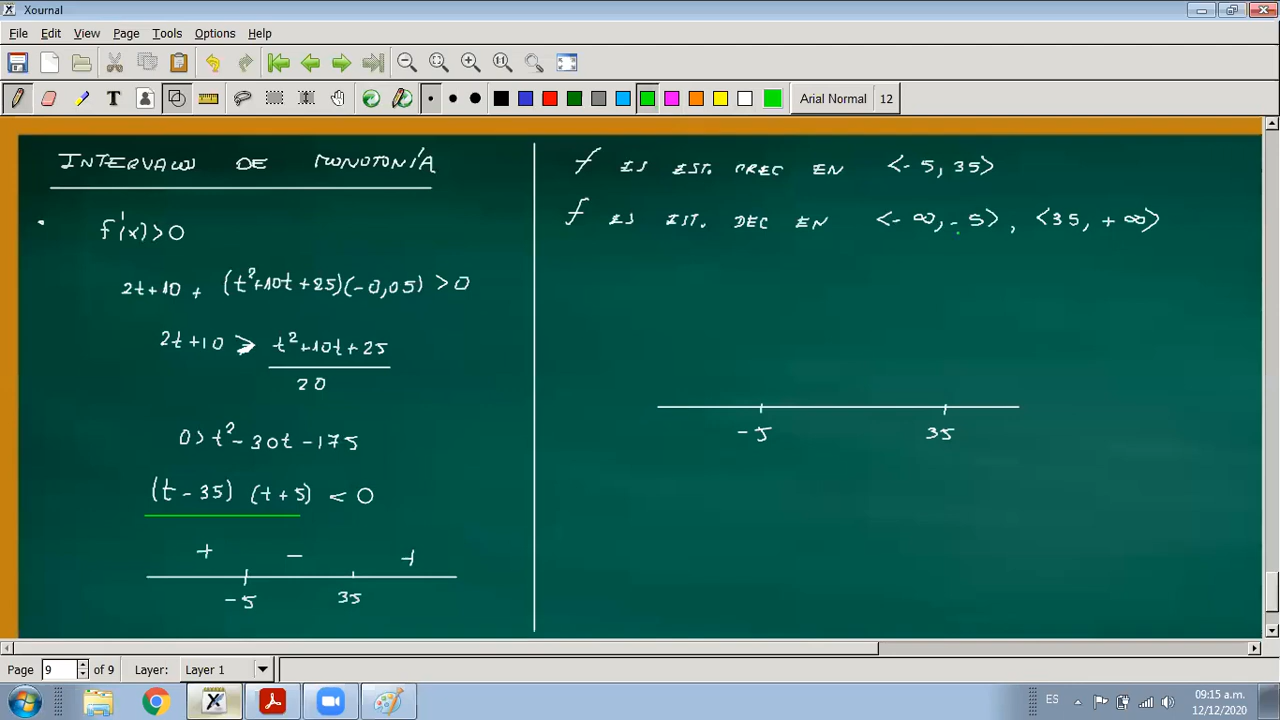 Xournal
File Edit View Page Tools Options Help
Arial Normal 12
INTERVALOS DE MONOTONÍA
f'(x)>0
2t+10 + (t²+10t+25)(-0,05) > 0
2t+10 > t²+10t+25
20
0> t² - 30t - 175
(t - 35) (t + 5) < 0
+ - +
-5 35
f ES EST. CREC EN <- 5, 35>
f ES EST. DEC EN <- ∞, - 5>, <35, + ∞>
-5 35
Page 9 of 9 Layer: Layer 1
ES 09:15 a.m.
12/12/2020